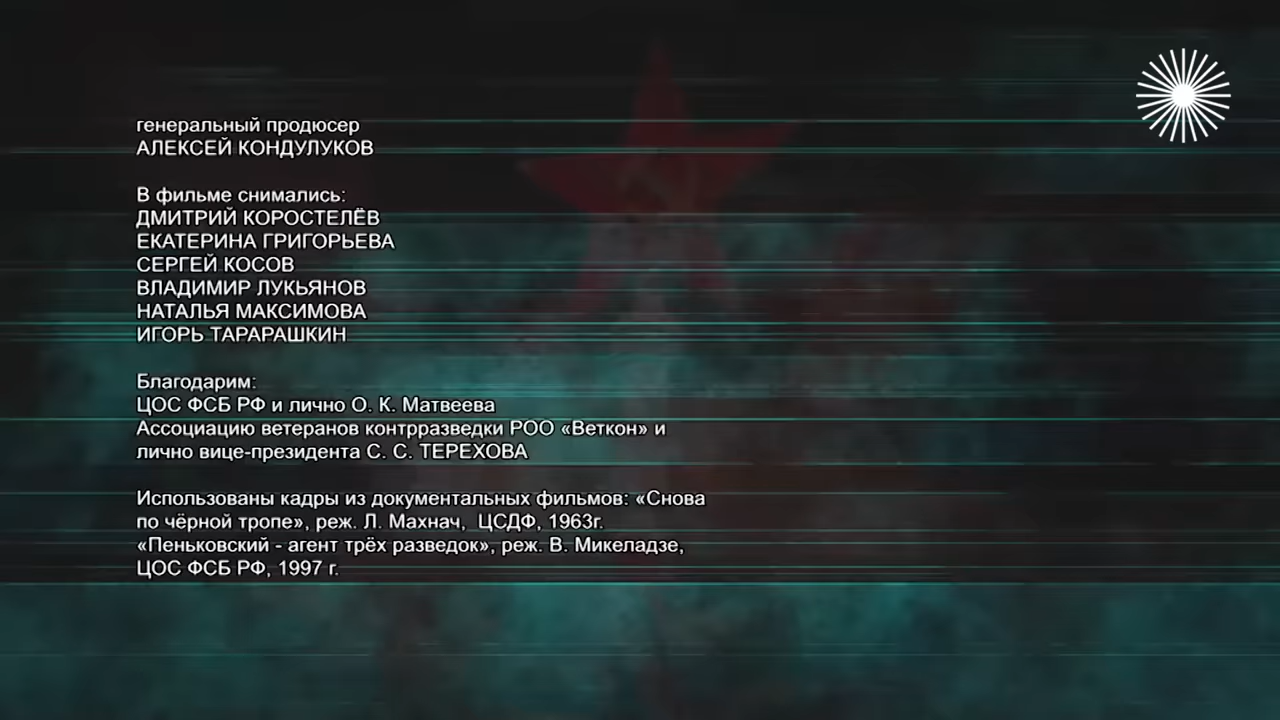 генеральный продюсер
АЛЕКСЕЙ КОНДУЛУКОВ
В фильме снимались:
ДМИТРИЙ КОРОСТЕЛЁВ
ЕКАТЕРИНА ГРИГОРЬЕВА
СЕРГЕЙ КОСОВ
ВЛАДИМИР ЛУКЬЯНОВ
НАТАЛЬЯ МАКСИМОВА
ИГОРЬ ТАРАРАШКИН
Благодарим:
ЦОС ФСБ РФ и лично О. К. Матвеева
Ассоциацию ветеранов контрразведки РОО «Веткон» и
лично вице-президента С. С. ТЕРЕХОВА
Использованы кадры из документальных фильмов: «Снова
по чёрной тропе», реж. Л. Махнач, ЦСДФ, 1963г.
«Пеньковский - агент трёх разведок», реж. В. Микеладзе,
ЦОС ФСБ РФ, 1997 г.